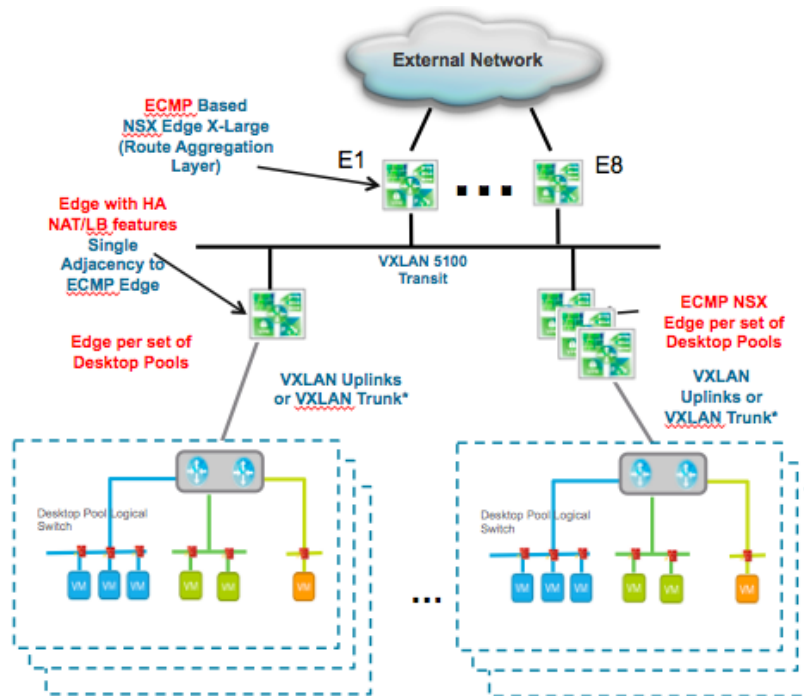 External Network
ECMP Based
NSX Edge X-Large
(Route Aggregation
Layer)
E1
E8
Edge with HA
NAT/LB features
Single
Adjacency to
ECMP Edge
VXLAN 5100
Transit
Edge per set of
Desktop Pools
ECMP NSX
Edge per set of
Desktop Pools
VXLAN Uplinks
or VXLAN Trunk*
VXLAN
Uplinks or
VXLAN Trunk*
Desktop Pool Logical
Switch
VM VM VM VM VM VM
...
Desktop Pool Logical
Switch
VM VM VM VM VM VM